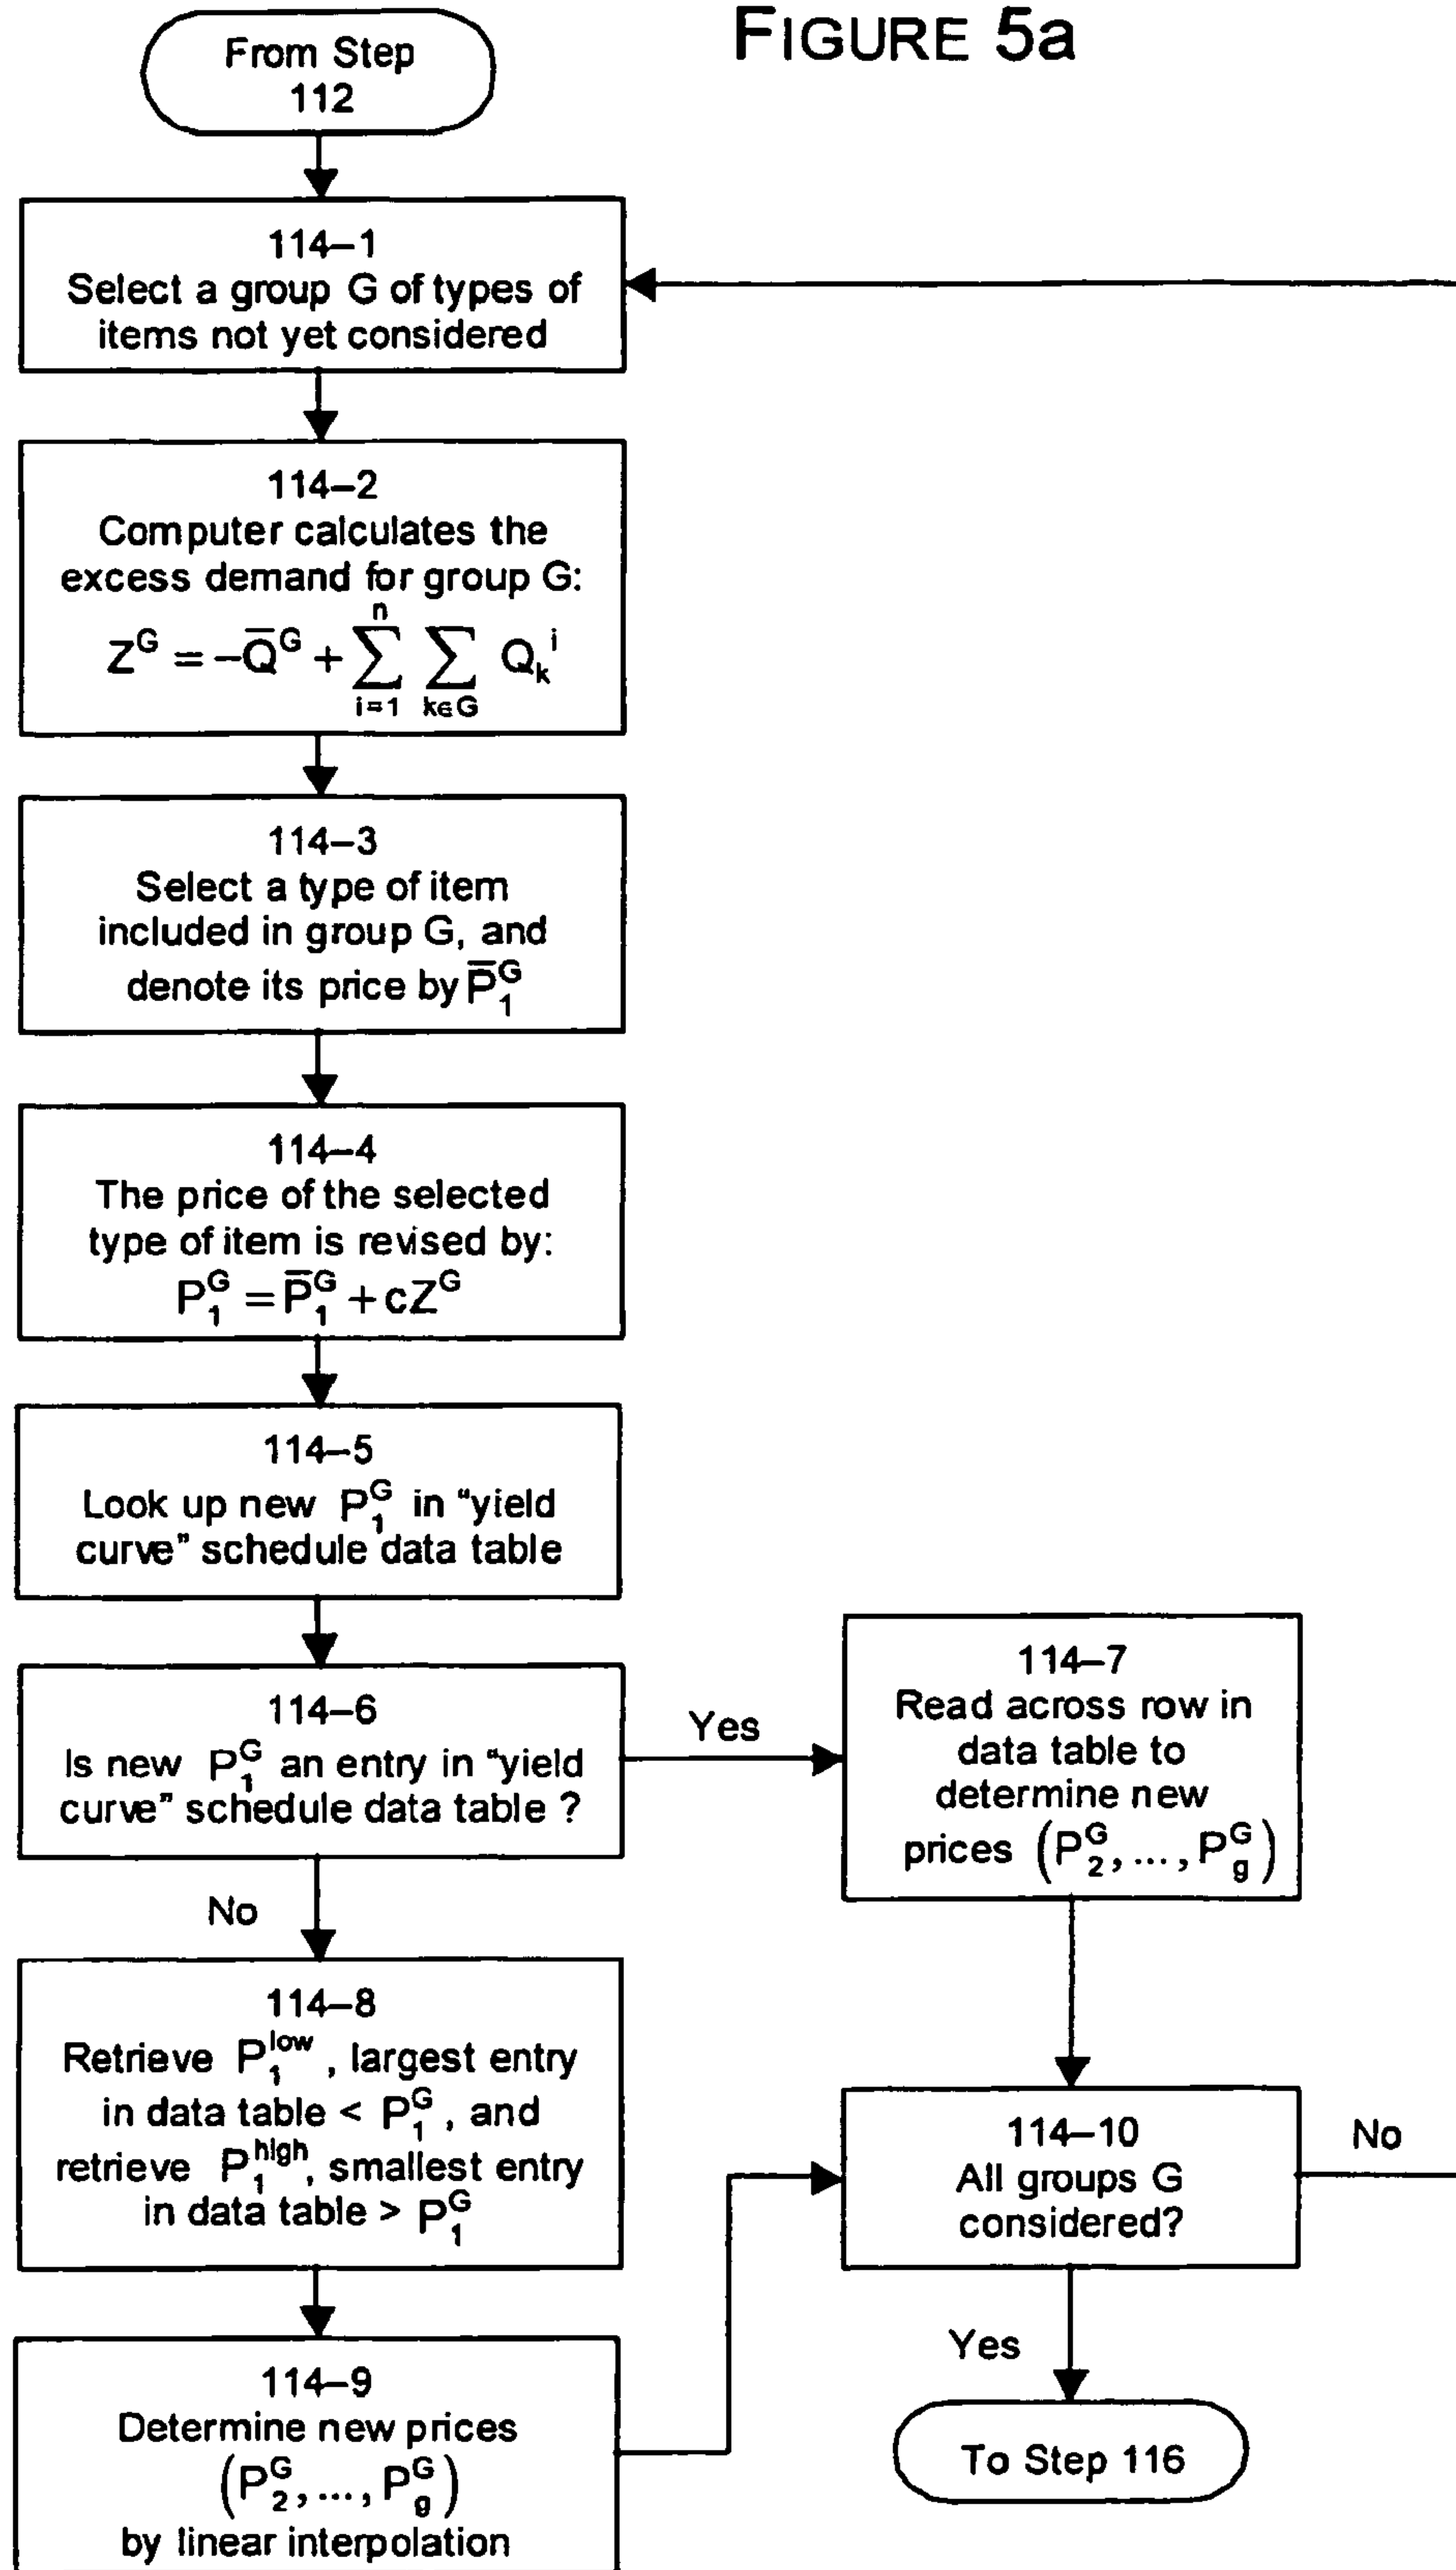 FIGURE 5a
From Step
112
114–1
Select a group G of types of
items not yet considered
114–2
Computer calculates the
excess demand for group G:
Z^G = –Q̅^G + ∑_{i=1}^{n} ∑_{k∈G} Q_k^i
114–3
Select a type of item
included in group G, and
denote its price by P̅_1^G
114–4
The price of the selected
type of item is revised by:
P_1^G = P̅_1^G + cZ^G
114–5
Look up new P_1^G in “yield
curve” schedule data table
114–6
Is new P_1^G an entry in “yield
curve” schedule data table ?
Yes
114–7
Read across row in
data table to
determine new
prices (P_2^G, ..., P_g^G)
No
114–8
Retrieve P_1^low, largest entry
in data table < P_1^G, and
retrieve P_1^high, smallest entry
in data table > P_1^G
114–9
Determine new prices
(P_2^G, ..., P_g^G)
by linear interpolation
114–10
All groups G
considered?
No
Yes
To Step 116